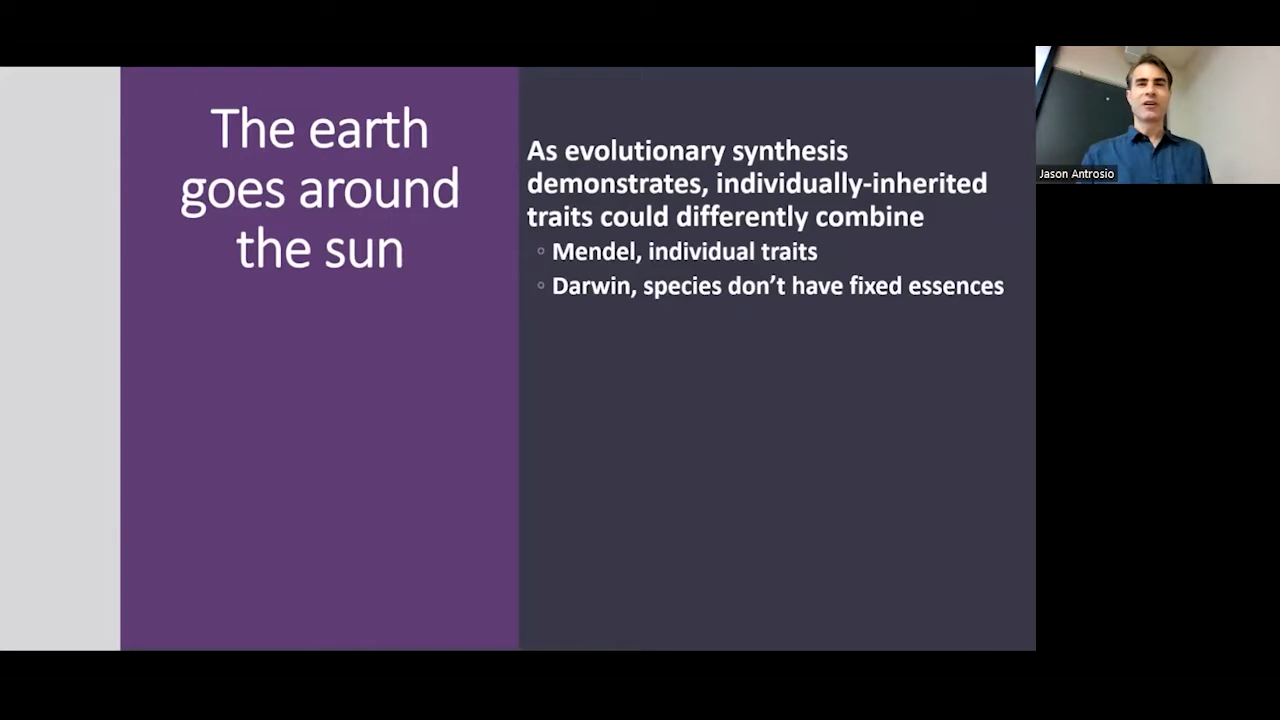 The earth
goes around
the sun
As evolutionary synthesis
demonstrates, individually-inherited
traits could differently combine
◦ Mendel, individual traits
◦ Darwin, species don’t have fixed essences
Jason Antrosio